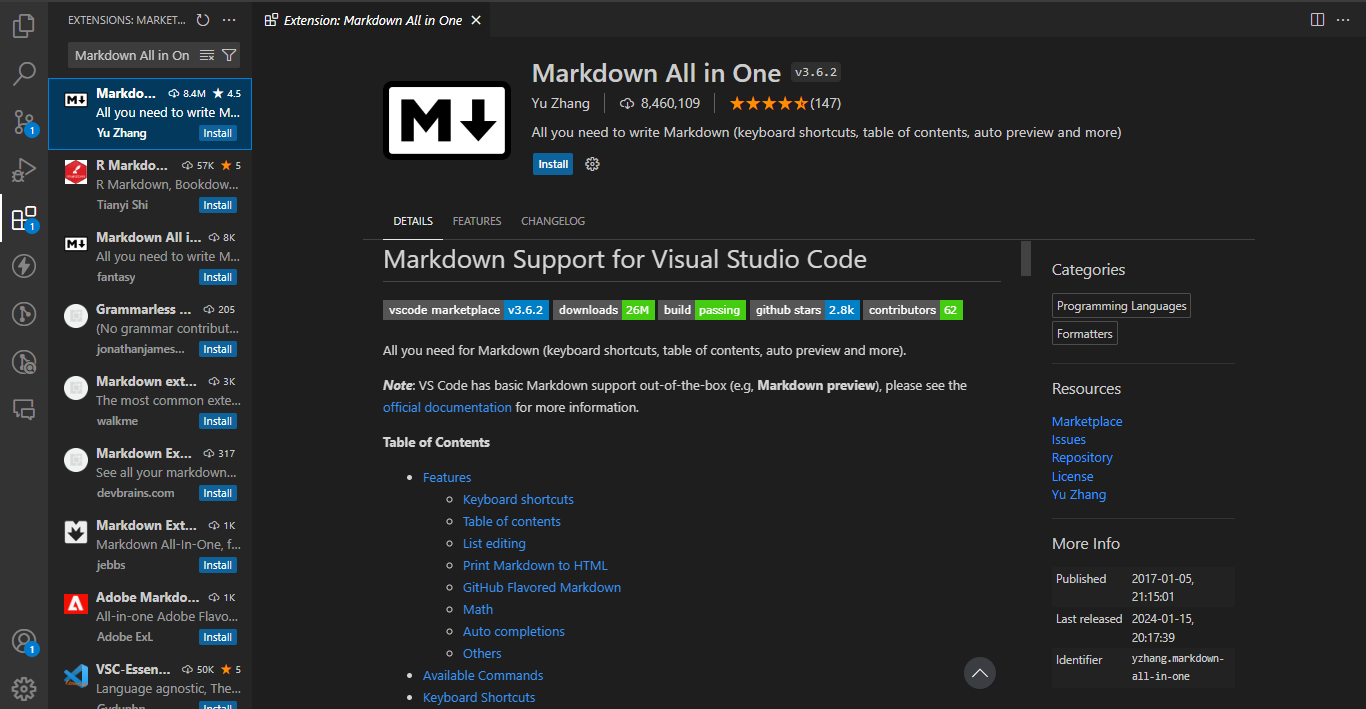 EXTENSIONS: MARKET...
Markdown All in On
Markdo... 8.4M ★ 4.5
All you need to write M...
Yu Zhang Install
R Markdo... 57K ★ 5
R Markdown, Bookdow...
Tianyi Shi Install
Markdown All i... 8K
All you need to write M...
fantasy Install
Grammarless ... 205
(No grammar contribut...
jonathanjames... Install
Markdown ext... 3K
The most common exte...
walkme Install
Markdown Ex... 317
See all your markdown...
devbrains.com Install
Markdown Ext... 1K
Markdown All-In-One, f...
jebbs Install
Adobe Markdo... 1K
All-in-one Adobe Flavo...
Adobe ExL Install
VSC-Essen... 50K ★ 5
Language agnostic, The...
Install
1
1
1
Extension: Markdown All in One
M
Markdown All in One v3.6.2
Yu Zhang 8,460,109 ★★★★★(147)
All you need to write Markdown (keyboard shortcuts, table of contents, auto preview and more)
Install
DETAILS FEATURES CHANGELOG
Markdown Support for Visual Studio Code
vscode marketplace v3.6.2 downloads 26M build passing github stars 2.8k contributors 62
All you need for Markdown (keyboard shortcuts, table of contents, auto preview and more).
Note: VS Code has basic Markdown support out-of-the-box (e.g, Markdown preview), please see the
official documentation for more information.
Table of Contents
• Features
Keyboard shortcuts
Table of contents
List editing
Print Markdown to HTML
GitHub Flavored Markdown
Math
Auto completions
Others
• Available Commands
• Keyboard Shortcuts
Categories
Programming Languages
Formatters
Resources
Marketplace
Issues
Repository
License
Yu Zhang
More Info
Published 2017-01-05,
21:15:01
Last released 2024-01-15,
20:17:39
Identifier yzhang.markdown-
all-in-one